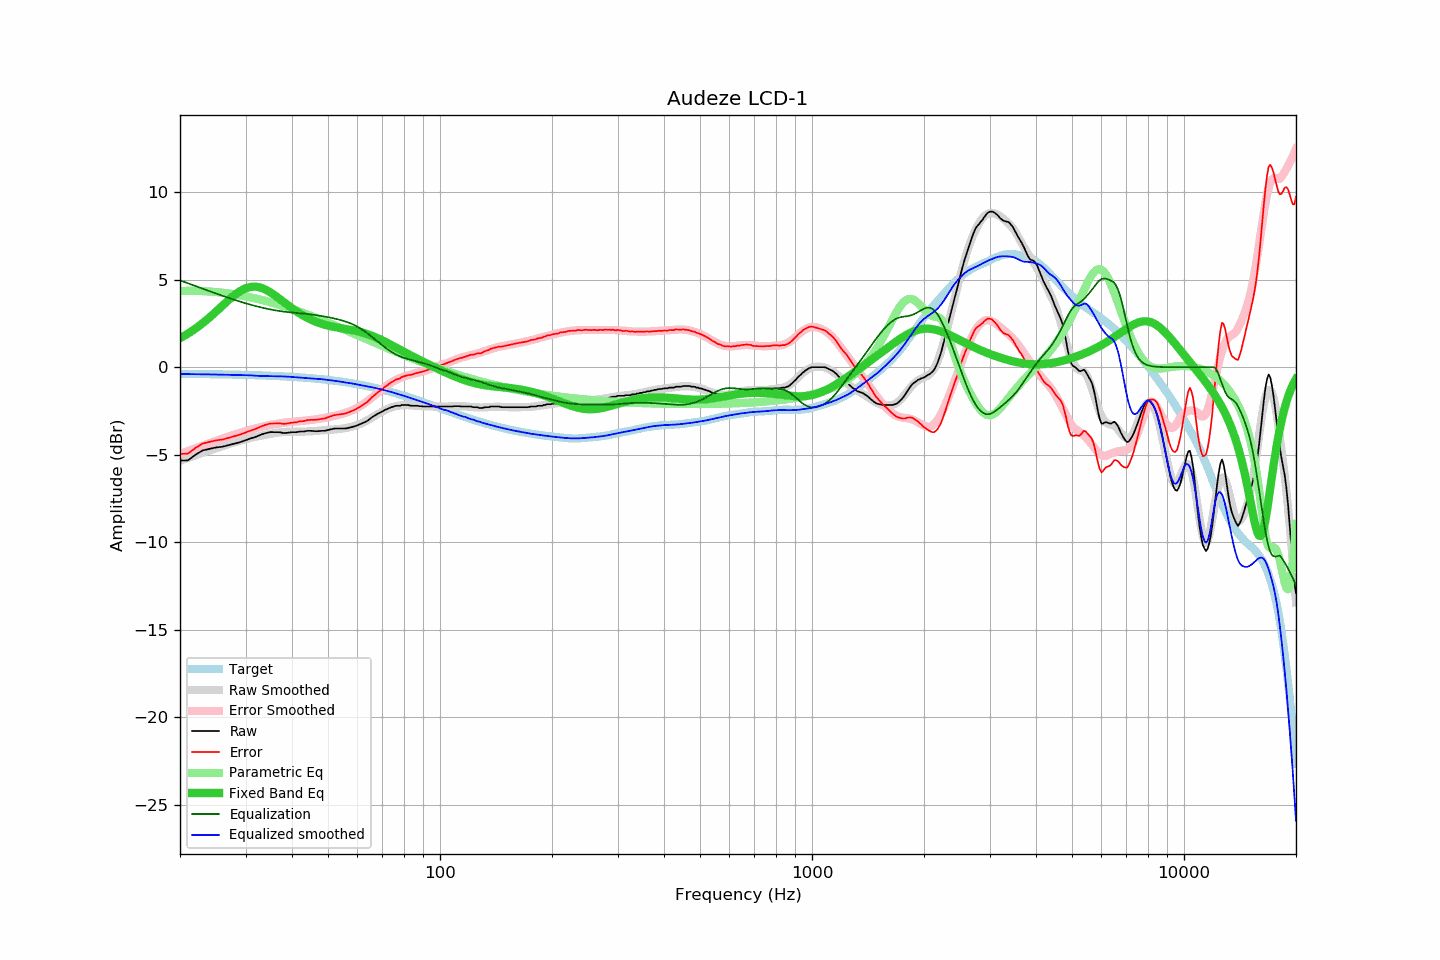 Audeze LCD-1
Amplitude (dBr)
10
5
0
−5
−10
−15
−20
−25
Target
Raw Smoothed
Error Smoothed
Raw
Error
Parametric Eq
Fixed Band Eq
Equalization
Equalized smoothed
100 1000 10000
Frequency (Hz)